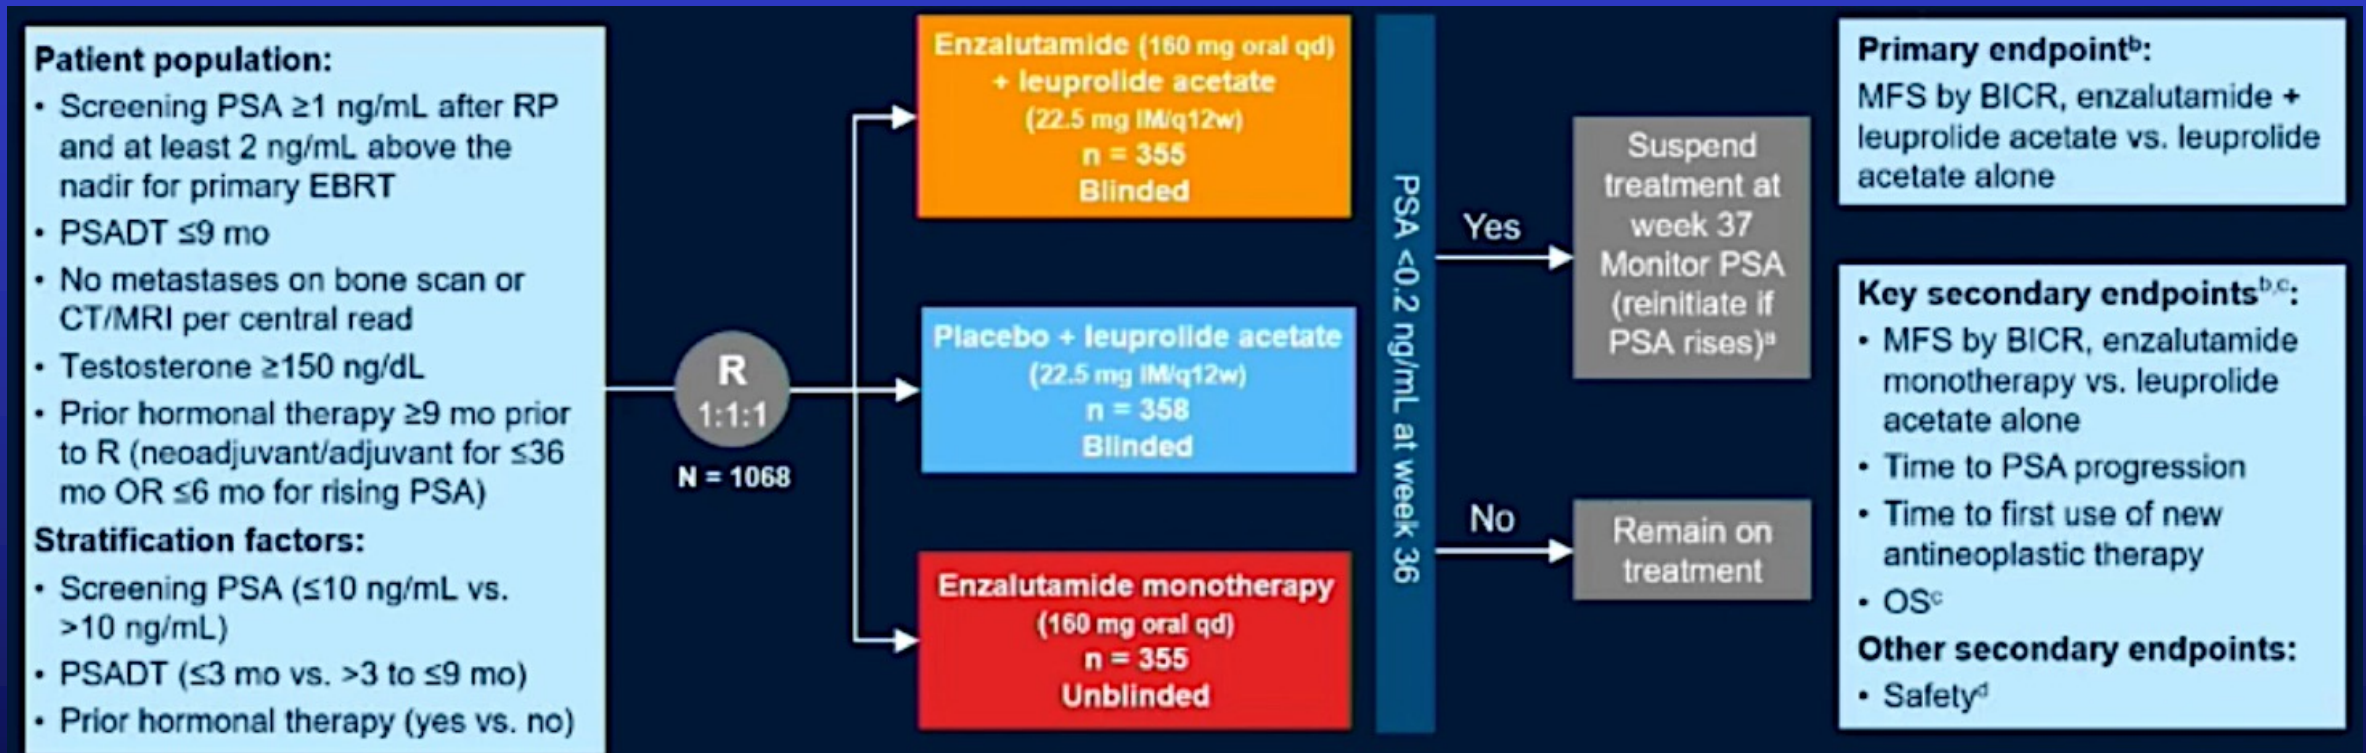 Patient population:
• Screening PSA ≥1 ng/mL after RP
and at least 2 ng/mL above the
nadir for primary EBRT
• PSADT ≤9 mo
• No metastases on bone scan or
CT/MRI per central read
• Testosterone ≥150 ng/dL
• Prior hormonal therapy ≥9 mo prior
to R (neoadjuvant/adjuvant for ≤36
mo OR ≤6 mo for rising PSA)
Stratification factors:
• Screening PSA (≤10 ng/mL vs.
>10 ng/mL)
• PSADT (≤3 mo vs. >3 to ≤9 mo)
• Prior hormonal therapy (yes vs. no)
R
1:1:1
N = 1068
Enzalutamide (160 mg oral qd)
+ leuprolide acetate
(22.5 mg IM/q12w)
n = 355
Blinded
Placebo + leuprolide acetate
(22.5 mg IM/q12w)
n = 358
Blinded
Enzalutamide monotherapy
(160 mg oral qd)
n = 355
Unblinded
PSA <0.2 ng/mL at week 36
Yes
Suspend
treatment at
week 37
Monitor PSA
(reinitiate if
PSA rises)ᵃ
No
Remain on
treatment
Primary endpointᵇ:
MFS by BICR, enzalutamide +
leuprolide acetate vs. leuprolide
acetate alone
Key secondary endpointsᵇ,ᶜ:
• MFS by BICR, enzalutamide
monotherapy vs. leuprolide
acetate alone
• Time to PSA progression
• Time to first use of new
antineoplastic therapy
• OSᶜ
Other secondary endpoints:
• Safetyᵈ